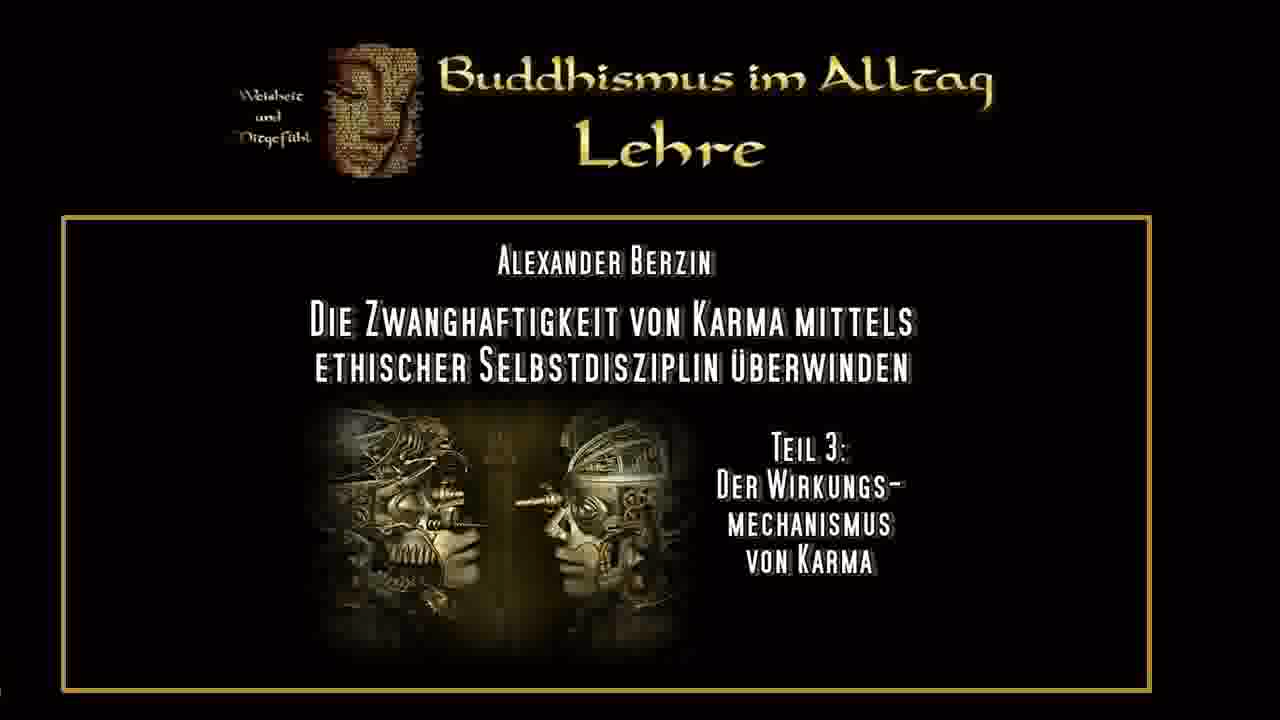 Weisheit
und
Mitgefühl
Buddhismus im Alltag
Lehre
Alexander Berzin
Die Zwanghaftigkeit von Karma mittels
ethischer Selbstdisziplin überwinden
Teil 3:
Der Wirkungs-
mechanismus
von Karma